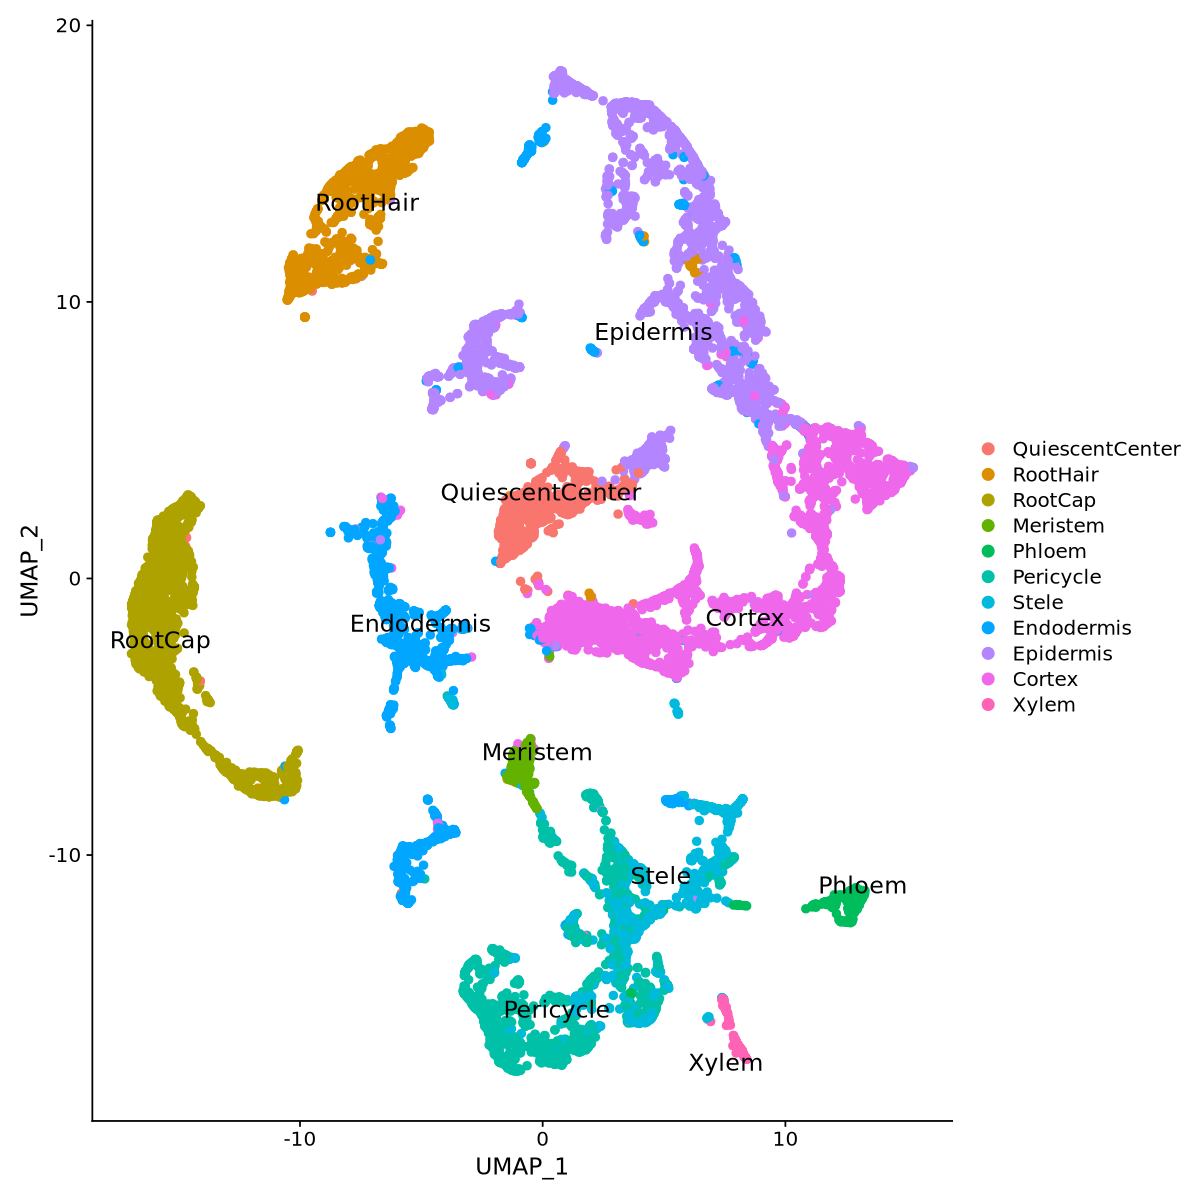 20
10
0
-10
UMAP_2
-10
0
10
UMAP_1
RootHair
Epidermis
QuiescentCenter
Endodermis
Cortex
RootCap
Meristem
Stele
Phloem
Pericycle
Xylem
QuiescentCenter
RootHair
RootCap
Meristem
Phloem
Pericycle
Stele
Endodermis
Epidermis
Cortex
Xylem